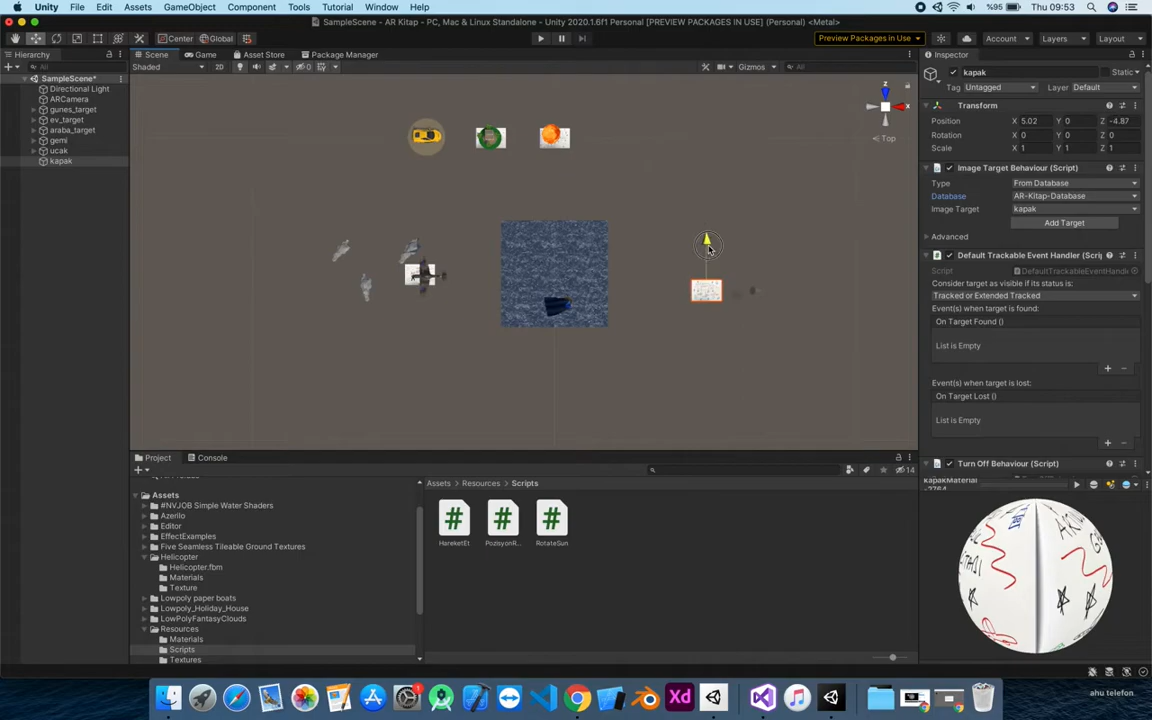 Unity File Edit Assets GameObject Component Tools Tutorial Window Help %95 Thu 09:53
SampleScene - AR Kitap - PC, Mac & Linux Standalone - Unity 2020.1.6f1 Personal [PREVIEW PACKAGES IN USE] (Personal) <Metal>
Center Global Preview Packages in Use Account Layers Layout
Hierarchy
All
SampleScene*
Directional Light
ARCamera
gunes_target
ev_target
araba_target
gemi
ucak
kapak
Scene Game Asset Store Package Manager
Shaded 2D 0 Gizmos All
z
x
Top
Inspector
kapak Static
Tag Untagged Layer Default
Transform
Position X 5.02 Y 0 Z -4.87
Rotation X 0 Y 0 Z 0
Scale X 1 Y 1 Z 1
Image Target Behaviour (Script)
Type From Database
Database AR-Kitap-Database
Image Target kapak
Add Target
Advanced
Default Trackable Event Handler (Scrip
Script DefaultTrackableEventHandler
Consider target as visible if its status is:
Tracked or Extended Tracked
Event(s) when target is found:
On Target Found ()
List is Empty
Event(s) when target is lost:
On Target Lost ()
List is Empty
Turn Off Behaviour (Script)
kapakMaterial
-2764
Project Console
14
Assets
#NVJOB Simple Water Shaders
Azerilo
Editor
EffectExamples
Five Seamless Tileable Ground Textures
Helicopter
Helicopter.fbm
Materials
Texture
Lowpoly paper boats
Lowpoly_Holiday_House
LowPolyFantasyClouds
Resources
Materials
Scripts
Textures
Assets Resources Scripts
HareketEt PozisyonR... RotateSun
ahu telefon